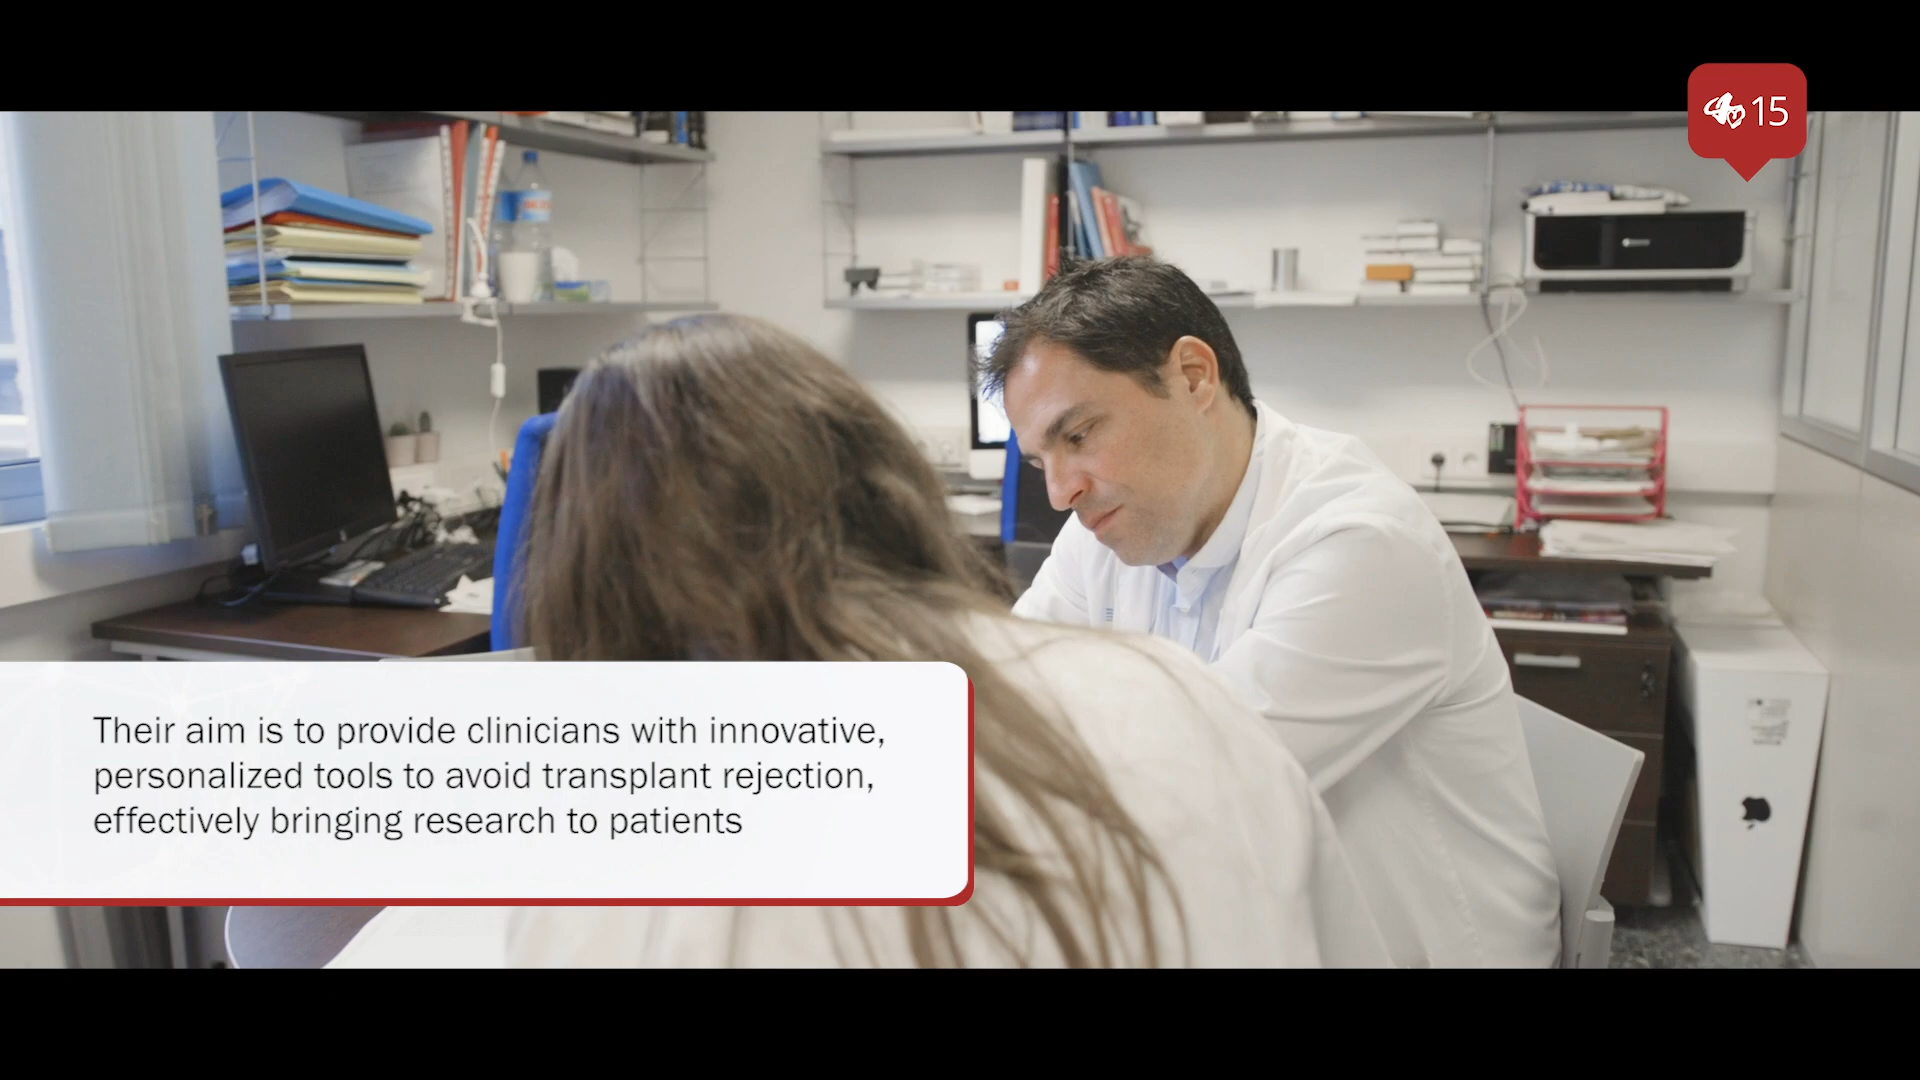 15
Their aim is to provide clinicians with innovative,
personalized tools to avoid transplant rejection,
effectively bringing research to patients